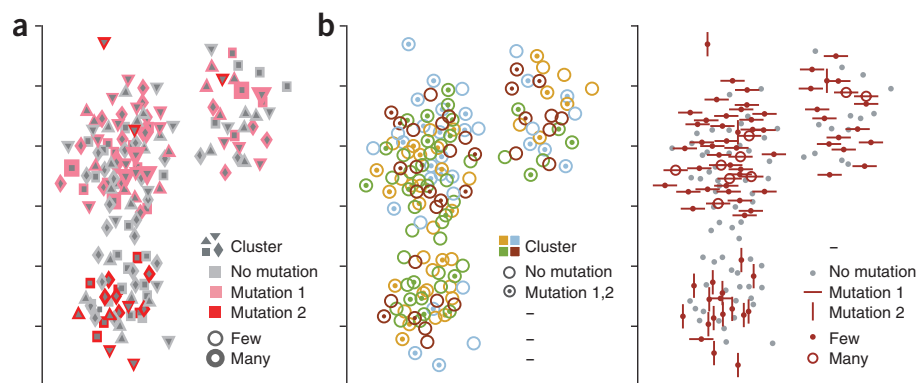 a
b
Cluster
No mutation
Mutation 1
Mutation 2
Few
Many
Cluster
No mutation
Mutation 1,2
–
–
–
–
No mutation
Mutation 1
Mutation 2
Few
Many